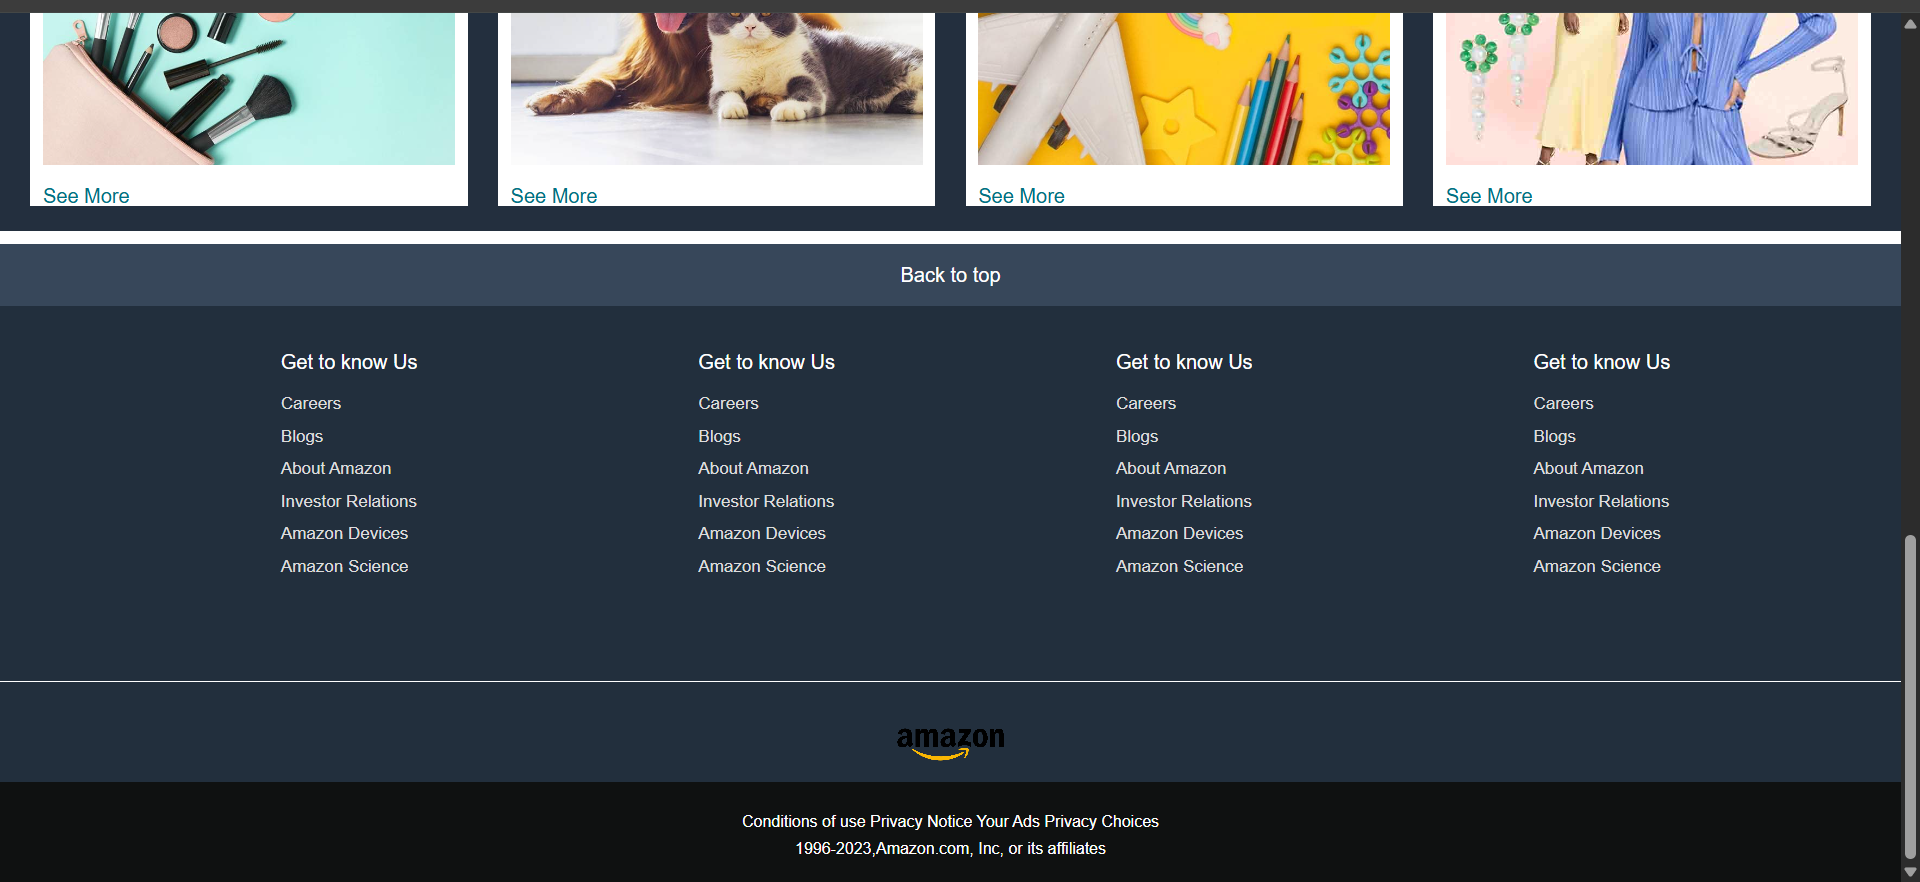 See More See More See More See More
Back to top
Get to know Us Get to know Us Get to know Us Get to know Us
Careers Careers Careers Careers
Blogs Blogs Blogs Blogs
About Amazon About Amazon About Amazon About Amazon
Investor Relations Investor Relations Investor Relations Investor Relations
Amazon Devices Amazon Devices Amazon Devices Amazon Devices
Amazon Science Amazon Science Amazon Science Amazon Science
amazon
Conditions of use Privacy Notice Your Ads Privacy Choices
1996-2023,Amazon.com, Inc, or its affiliates